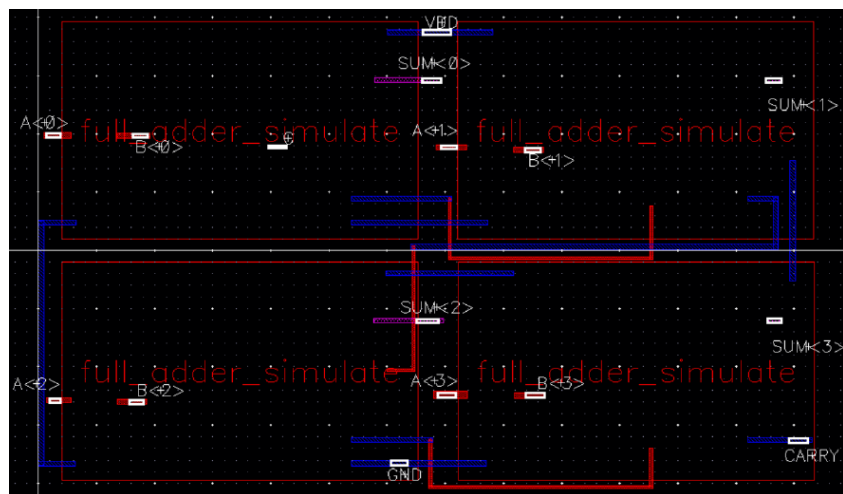 VDD
SUM<0>
SUM<1>
A<0>
full_adder_simulate
B<0>
C
A<1>
full_adder_simulate
B<1>
SUM<2>
SUM<3>
A<2>
full_adder_simulate
B<2>
A<3>
full_adder_simulate
B<3>
GND
CARRY